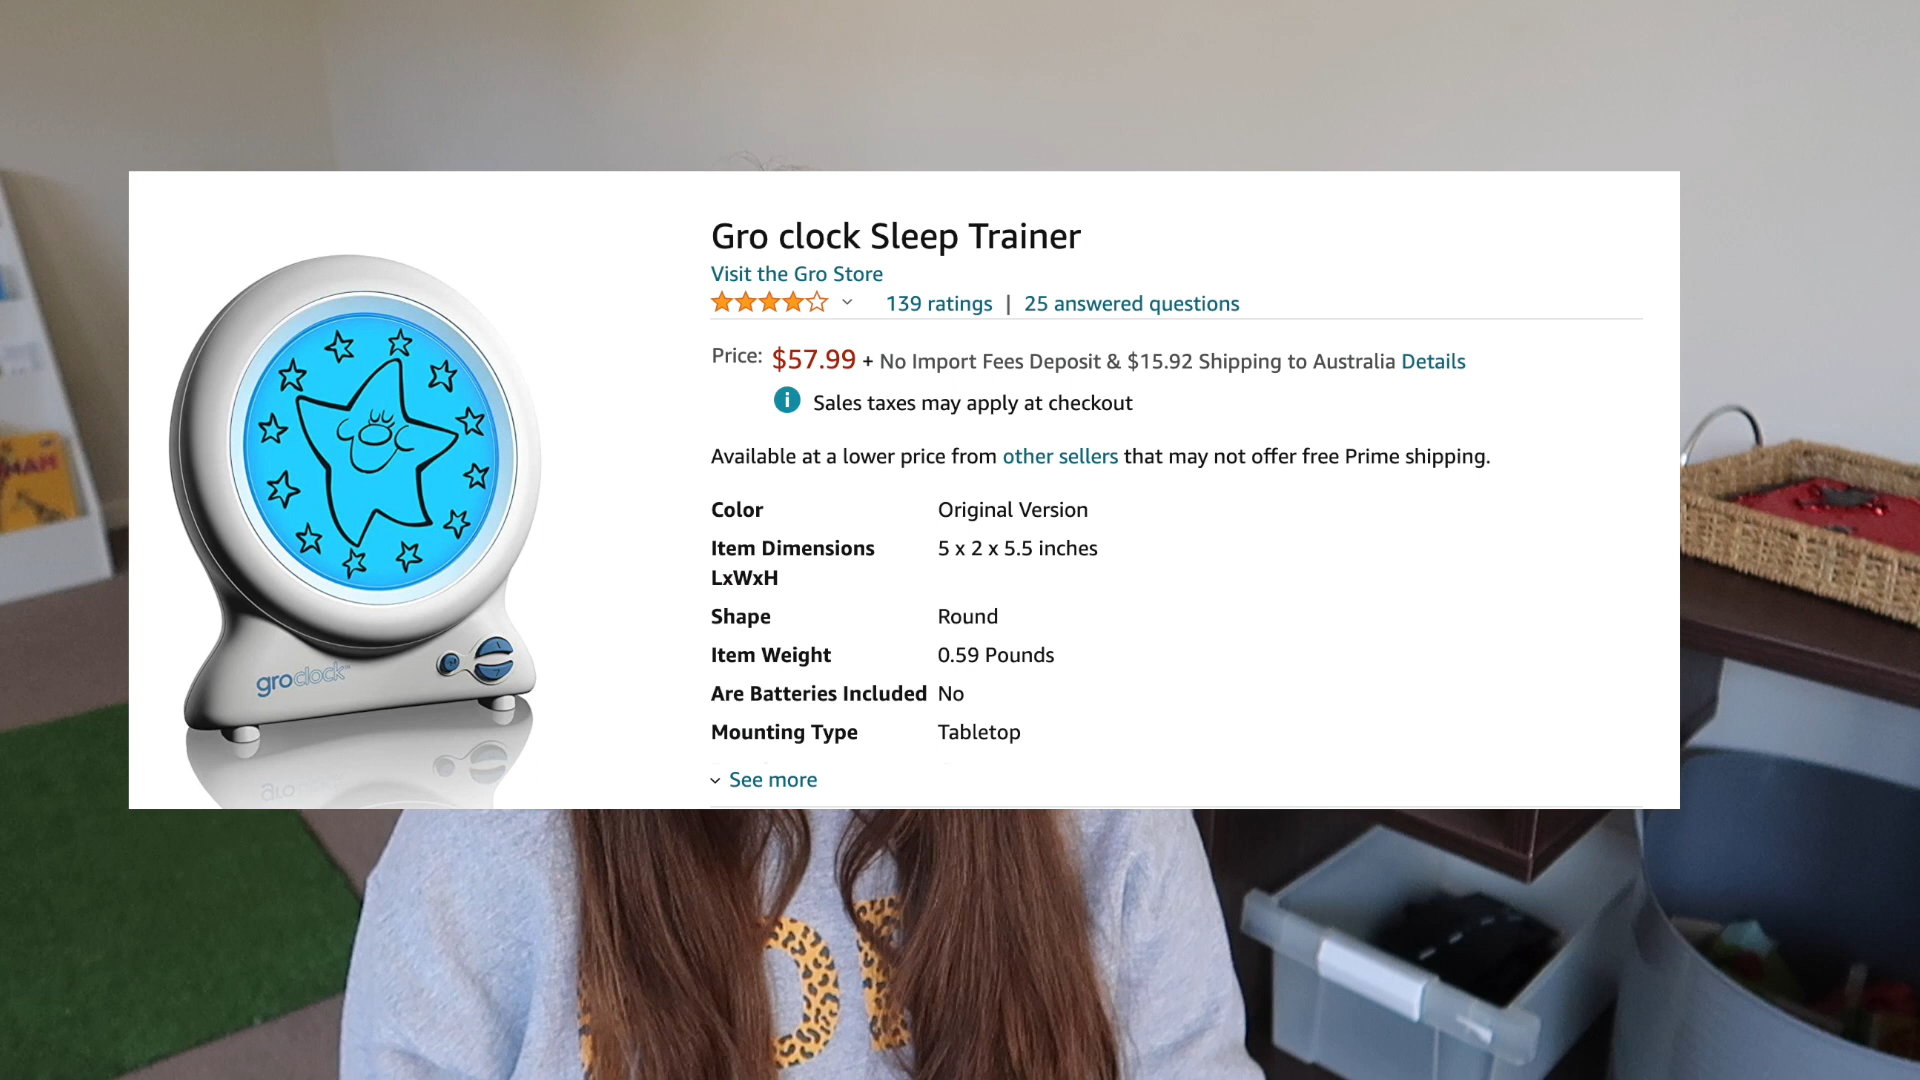 Gro clock Sleep Trainer
Visit the Gro Store
139 ratings | 25 answered questions
Price: $57.99 + No Import Fees Deposit & $15.92 Shipping to Australia Details
i Sales taxes may apply at checkout
Available at a lower price from other sellers that may not offer free Prime shipping.
Color Original Version
Item Dimensions LxWxH 5 x 2 x 5.5 inches
Shape Round
Item Weight 0.59 Pounds
Are Batteries Included No
Mounting Type Tabletop
See more
groclock